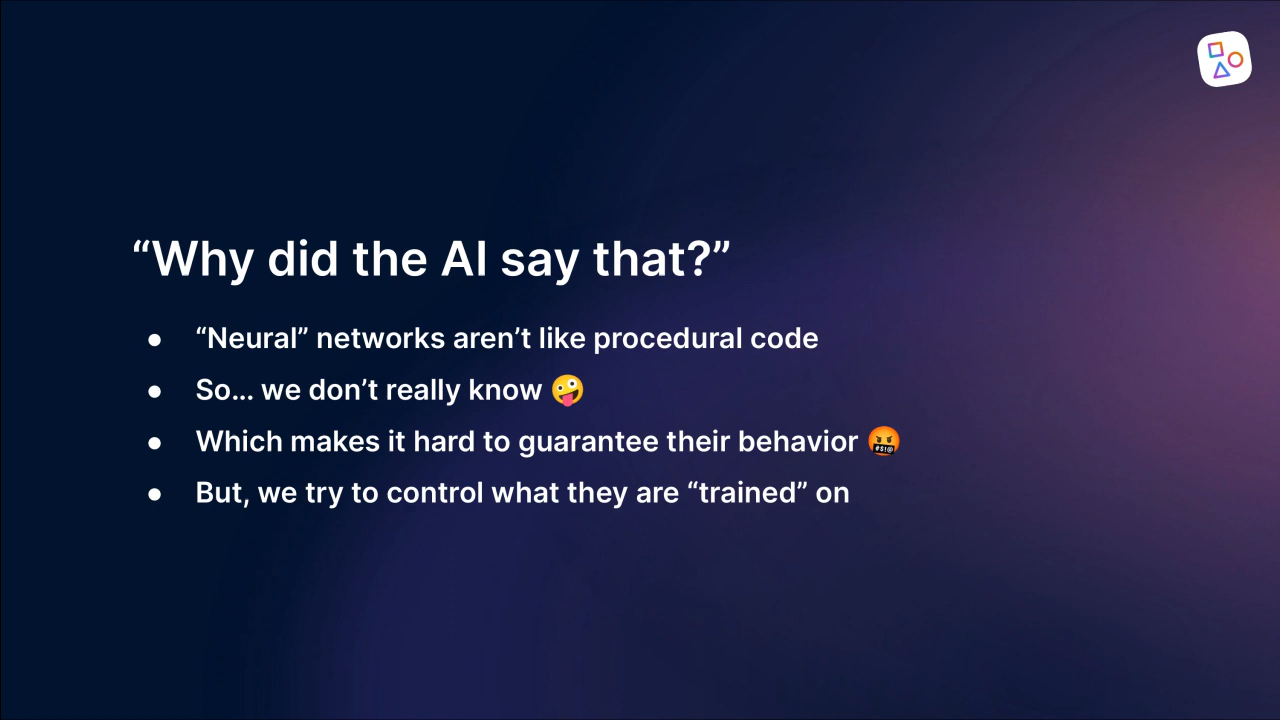 “Why did the AI say that?”
● “Neural” networks aren’t like procedural code
● So... we don’t really know 🤪
● Which makes it hard to guarantee their behavior 🤬
● But, we try to control what they are “trained” on